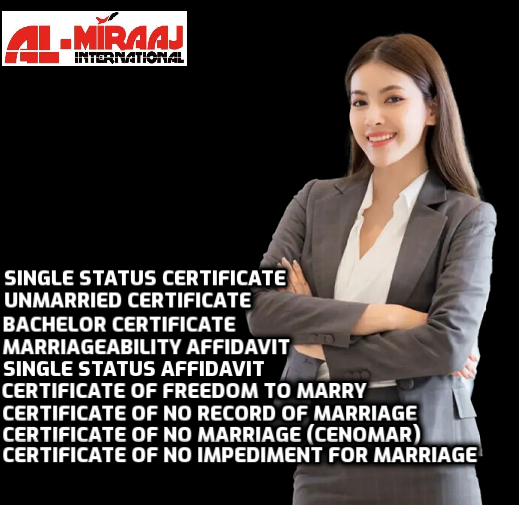 AL-MIRAAJ
INTERNATIONAL
SINGLE STATUS CERTIFICATE
UNMARRIED CERTIFICATE
BACHELOR CERTIFICATE
MARRIAGEABILITY AFFIDAVIT
SINGLE STATUS AFFIDAVIT
CERTIFICATE OF FREEDOM TO MARRY
CERTIFICATE OF NO RECORD OF MARRIAGE
CERTIFICATE OF NO MARRIAGE (CENOMAR)
CERTIFICATE OF NO IMPEDIMENT FOR MARRIAGE